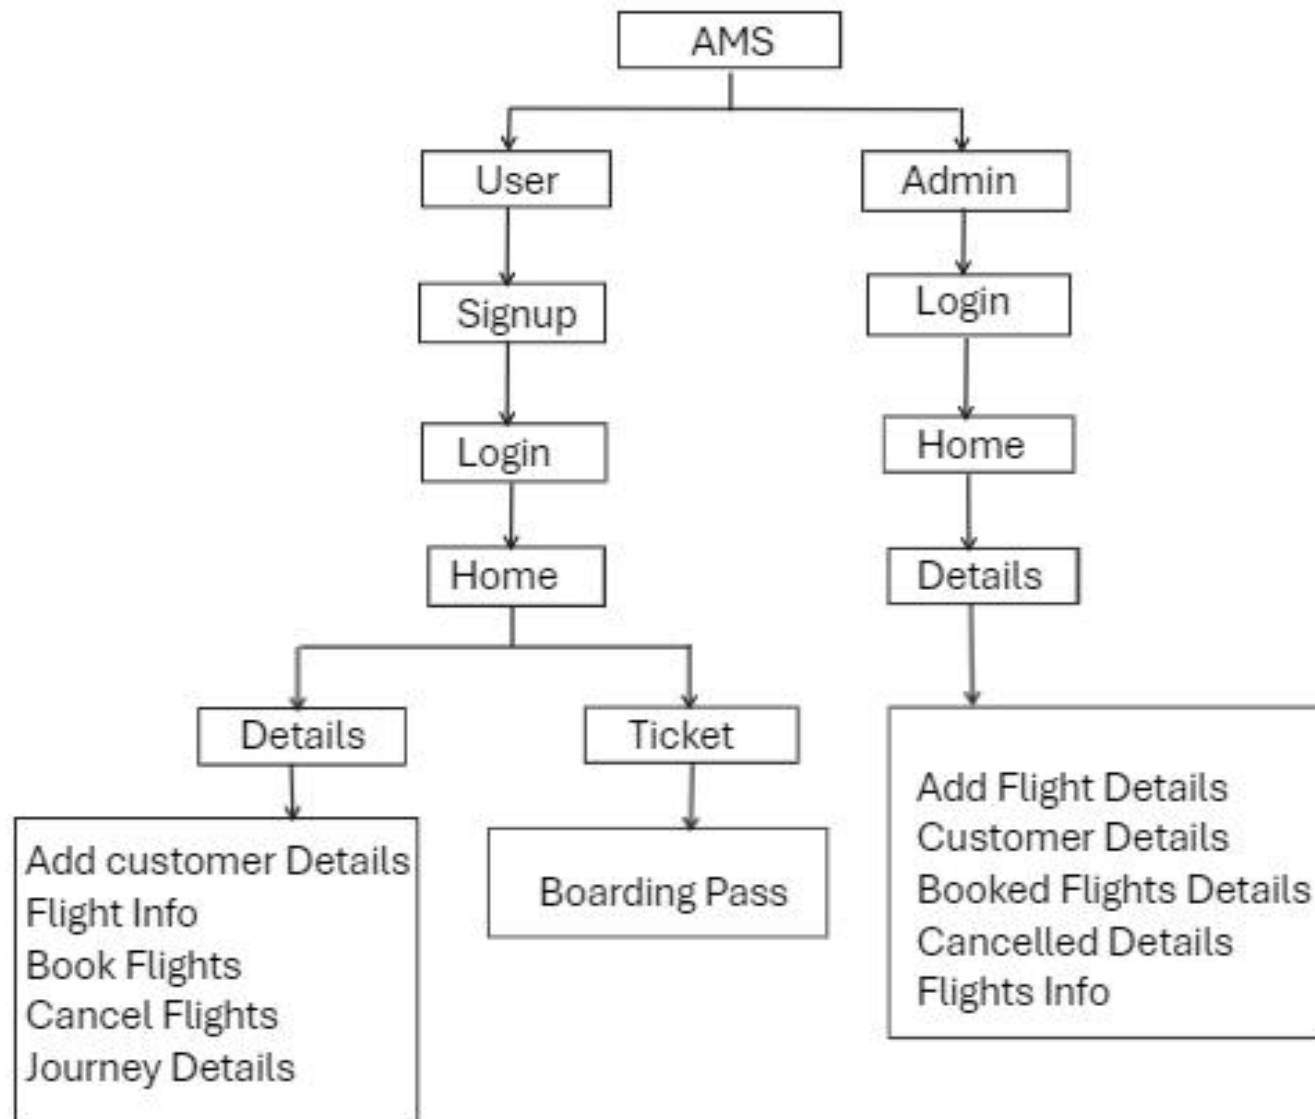 AMS
User
Admin
Signup
Login
Login
Home
Home
Details
Details
Ticket
Add customer Details
Flight Info
Book Flights
Cancel Flights
Journey Details
Boarding Pass
Add Flight Details
Customer Details
Booked Flights Details
Cancelled Details
Flights Info